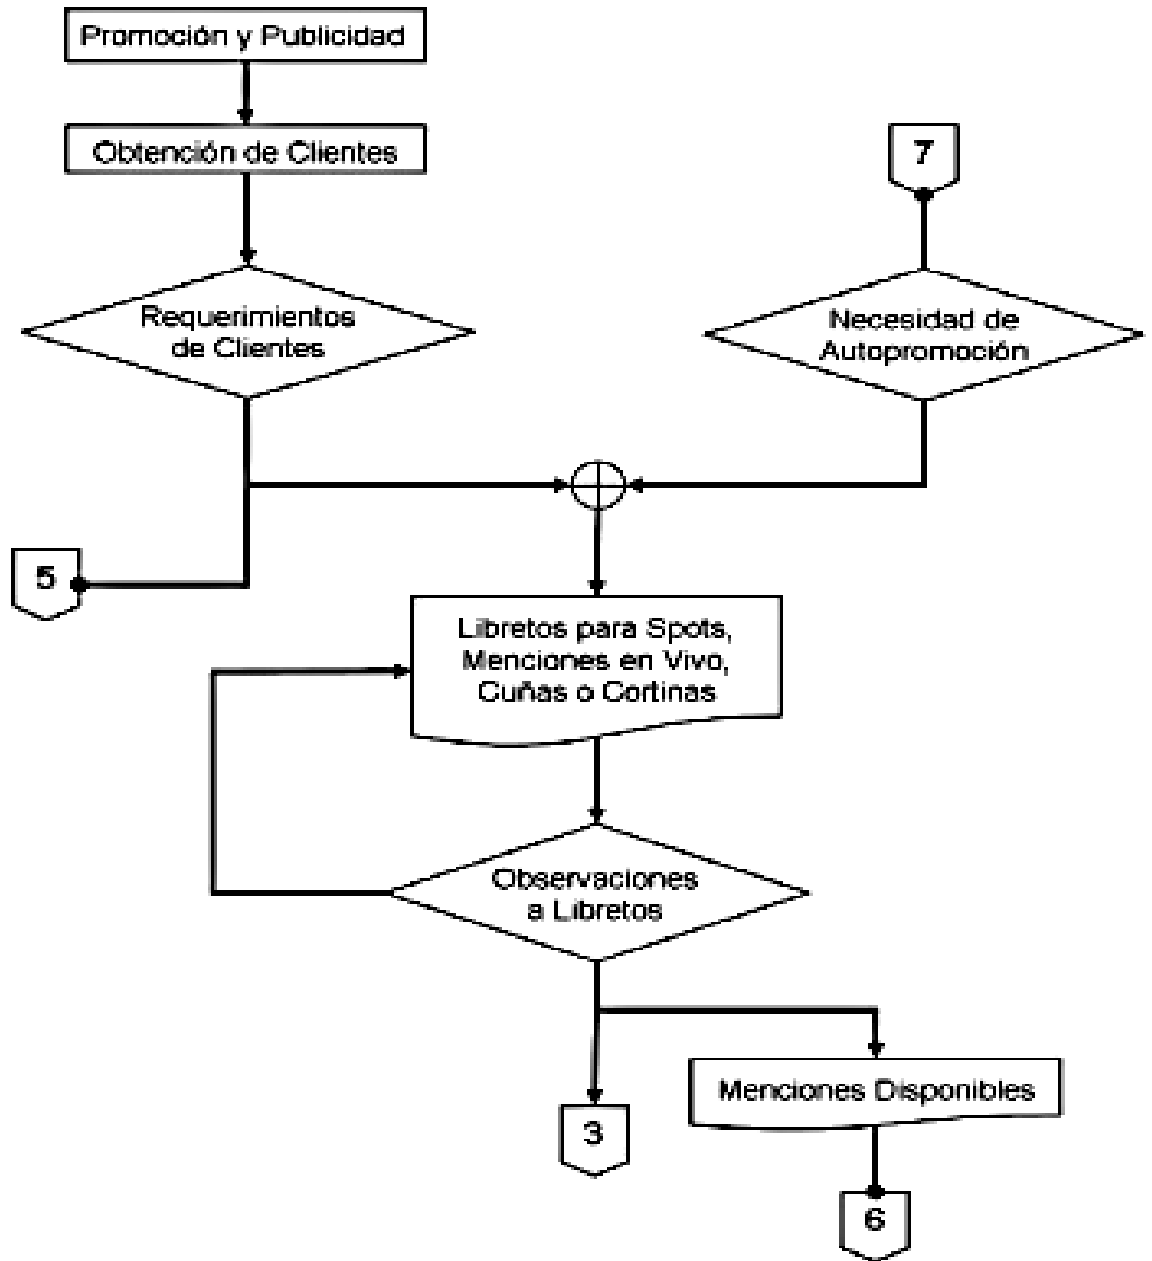 Promoción y Publicidad
Obtención de Clientes
7
Requerimientos
de Clientes
Necesidad de
Autopromoción
5
Libretos para Spots,
Menciones en Vivo,
Cuñas o Cortinas
Observaciones
a Libretos
Menciones Disponibles
3
6